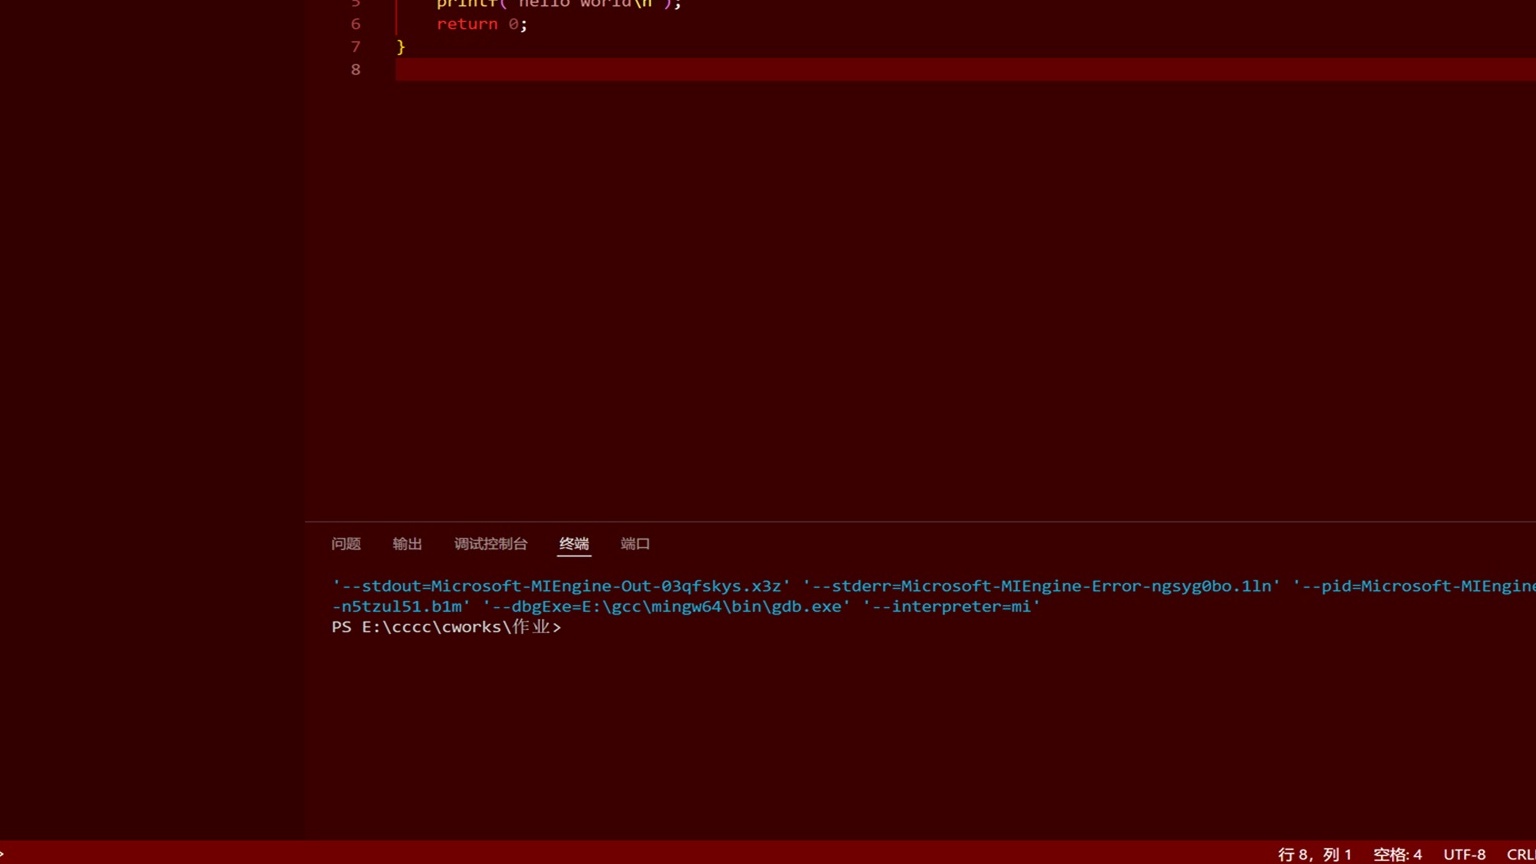 5 printf("hello world\n");
6 return 0;
7 }
8
问题 输出 调试控制台 终端 端口
'--stdout=Microsoft-MIEngine-Out-03qfskys.x3z' '--stderr=Microsoft-MIEngine-Error-ngsyg0bo.1ln' '--pid=Microsoft-MIEngine
-n5tzul51.b1m' '--dbgExe=E:\gcc\mingw64\bin\gdb.exe' '--interpreter=mi'
PS E:\cccc\cworks\作业>
行 8，列 1 空格: 4 UTF-8 CRL